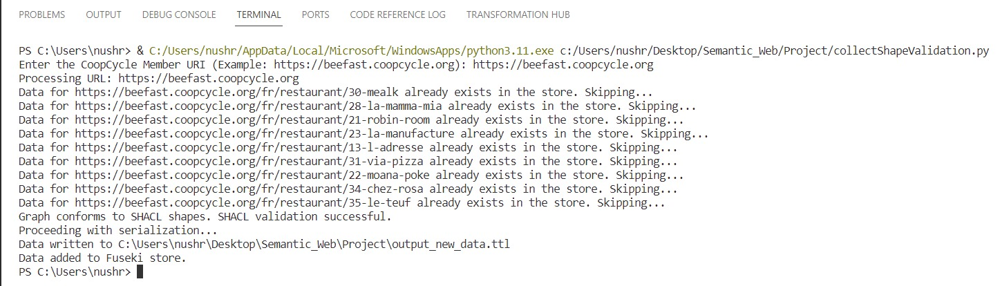 PROBLEMS OUTPUT DEBUG CONSOLE TERMINAL PORTS CODE REFERENCE LOG TRANSFORMATION HUB
PS C:\Users\nushr> & C:/Users/nushr/AppData/Local/Microsoft/WindowsApps/python3.11.exe c:/Users/nushr/Desktop/Semantic_Web/Project/collectShapeValidation.py
Enter the CoopCycle Member URI (Example: https://beefast.coopcycle.org): https://beefast.coopcycle.org
Processing URL: https://beefast.coopcycle.org
Data for https://beefast.coopcycle.org/fr/restaurant/30-mealk already exists in the store. Skipping...
Data for https://beefast.coopcycle.org/fr/restaurant/28-la-mamma-mia already exists in the store. Skipping...
Data for https://beefast.coopcycle.org/fr/restaurant/21-robin-room already exists in the store. Skipping...
Data for https://beefast.coopcycle.org/fr/restaurant/23-la-manufacture already exists in the store. Skipping...
Data for https://beefast.coopcycle.org/fr/restaurant/13-l-adresse already exists in the store. Skipping...
Data for https://beefast.coopcycle.org/fr/restaurant/31-via-pizza already exists in the store. Skipping...
Data for https://beefast.coopcycle.org/fr/restaurant/22-moana-poke already exists in the store. Skipping...
Data for https://beefast.coopcycle.org/fr/restaurant/34-chez-rosa already exists in the store. Skipping...
Data for https://beefast.coopcycle.org/fr/restaurant/35-le-teuf already exists in the store. Skipping...
Graph conforms to SHACL shapes. SHACL validation successful.
Proceeding with serialization...
Data written to C:\Users\nushr\Desktop\Semantic_Web\Project\output_new_data.ttl
Data added to Fuseki store.
PS C:\Users\nushr>